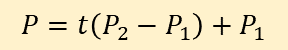 P = t(P₂ − P₁) + P₁